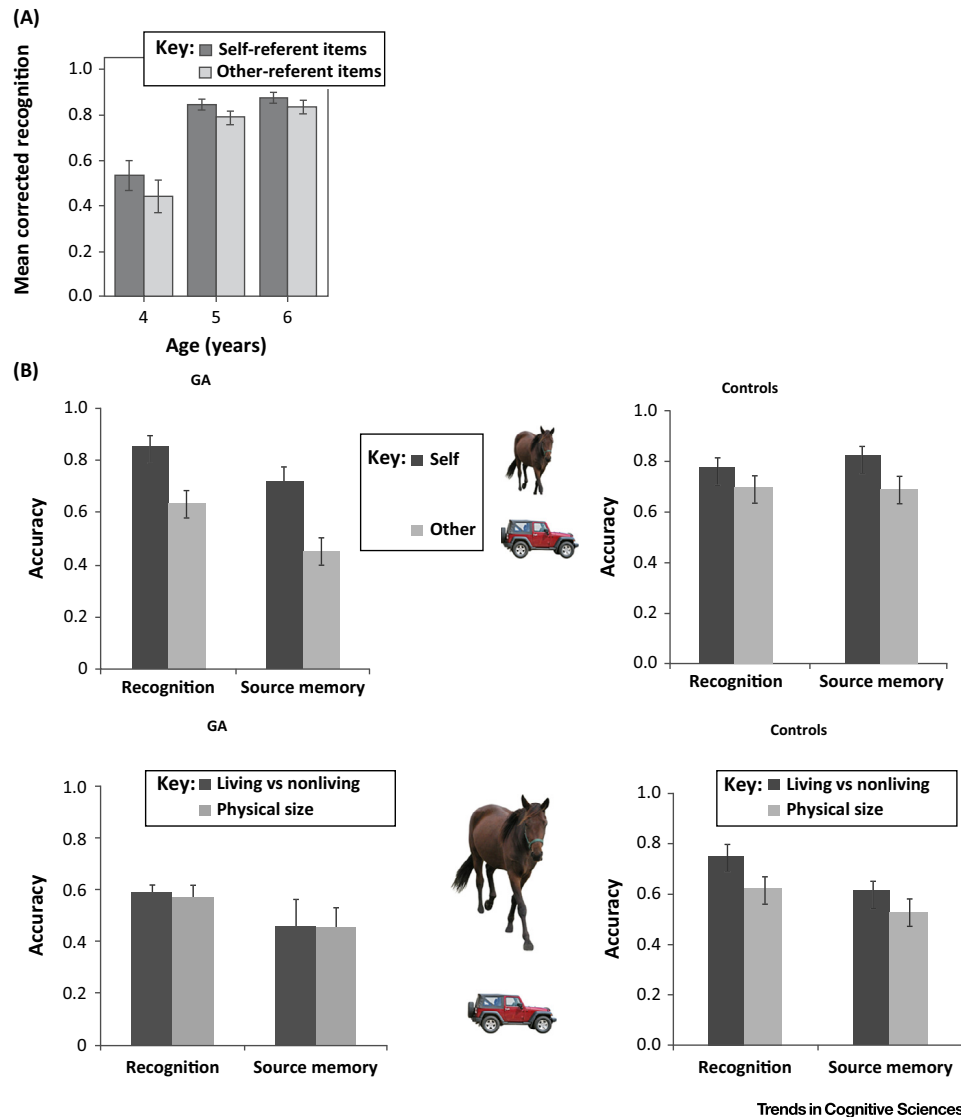 (A)
Key: Self-referent items
Other-referent items
Mean corrected recognition
1.0
0.8
0.6
0.4
0.2
0.0
4 5 6
Age (years)
(B)
GA
Accuracy
1.0
0.8
0.6
0.4
0.2
0
Recognition Source memory
Key: Self
Other
Controls
Accuracy
1.0
0.8
0.6
0.4
0.2
0.0
Recognition Source memory
GA
Key: Living vs nonliving
Physical size
Accuracy
1.0
0.8
0.6
0.4
0.2
0
Recognition Source memory
Controls
Key: Living vs nonliving
Physical size
Accuracy
1.0
0.8
0.6
0.4
0.2
0.0
Recognition Source memory
Trends in Cognitive Sciences